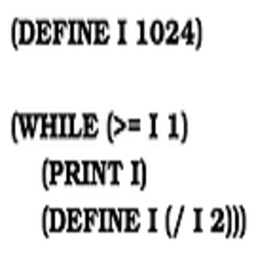 (DEFINE I 1024)
(WHILE (>= I 1)
(PRINT I)
(DEFINE I (/ I 2)))